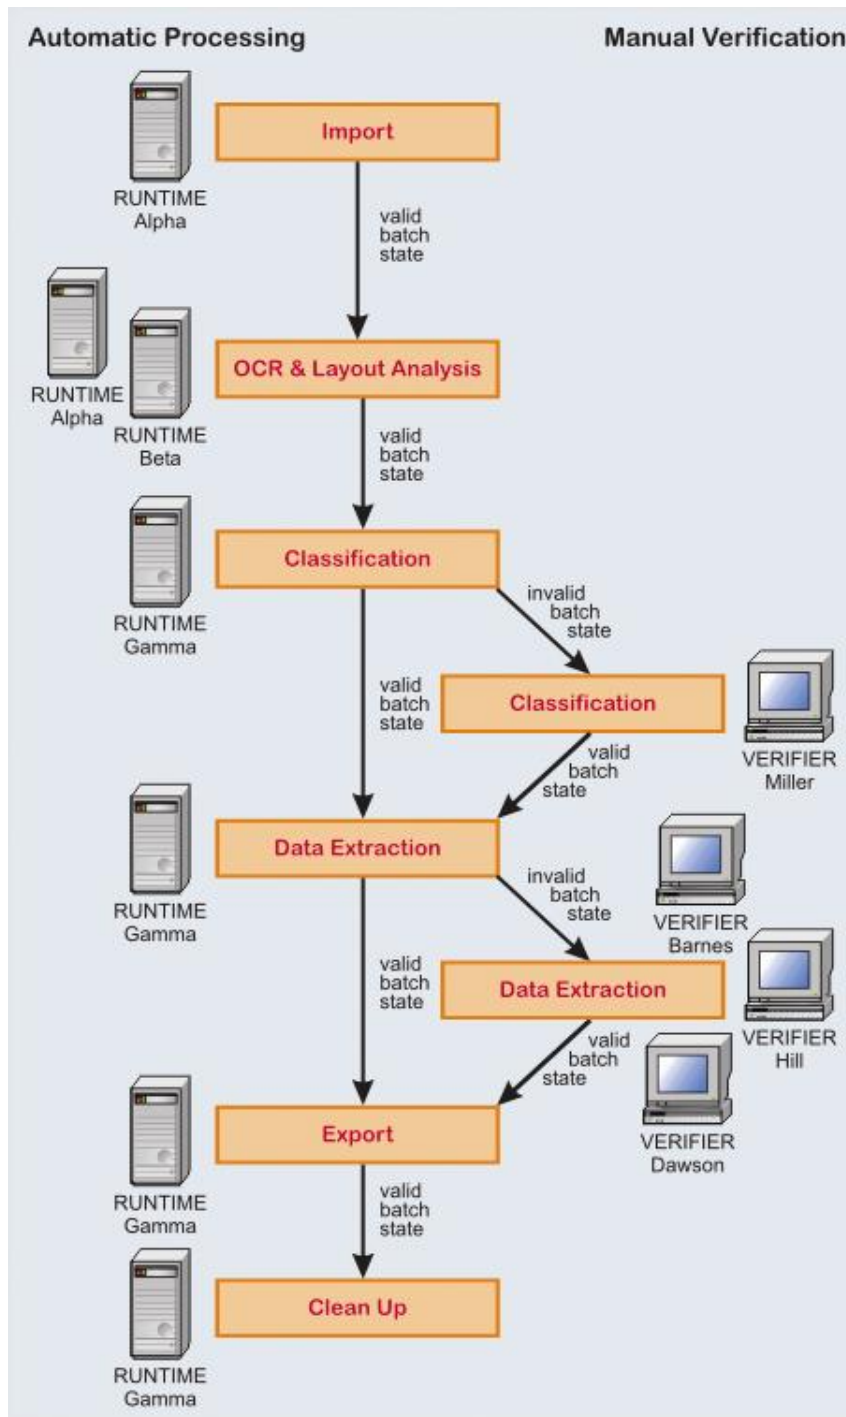 Automatic Processing
Manual Verification
Import
RUNTIME
Alpha
valid
batch
state
RUNTIME
Alpha
OCR & Layout Analysis
RUNTIME
Beta
valid
batch
state
Classification
RUNTIME
Gamma
invalid
batch
state
valid
batch
state
Classification
VERIFIER
Miller
valid
batch
state
Data Extraction
RUNTIME
Gamma
invalid
batch
state
VERIFIER
Barnes
valid
batch
state
Data Extraction
VERIFIER
Hill
valid
batch
state
VERIFIER
Dawson
Export
RUNTIME
Gamma
valid
batch
state
Clean Up
RUNTIME
Gamma